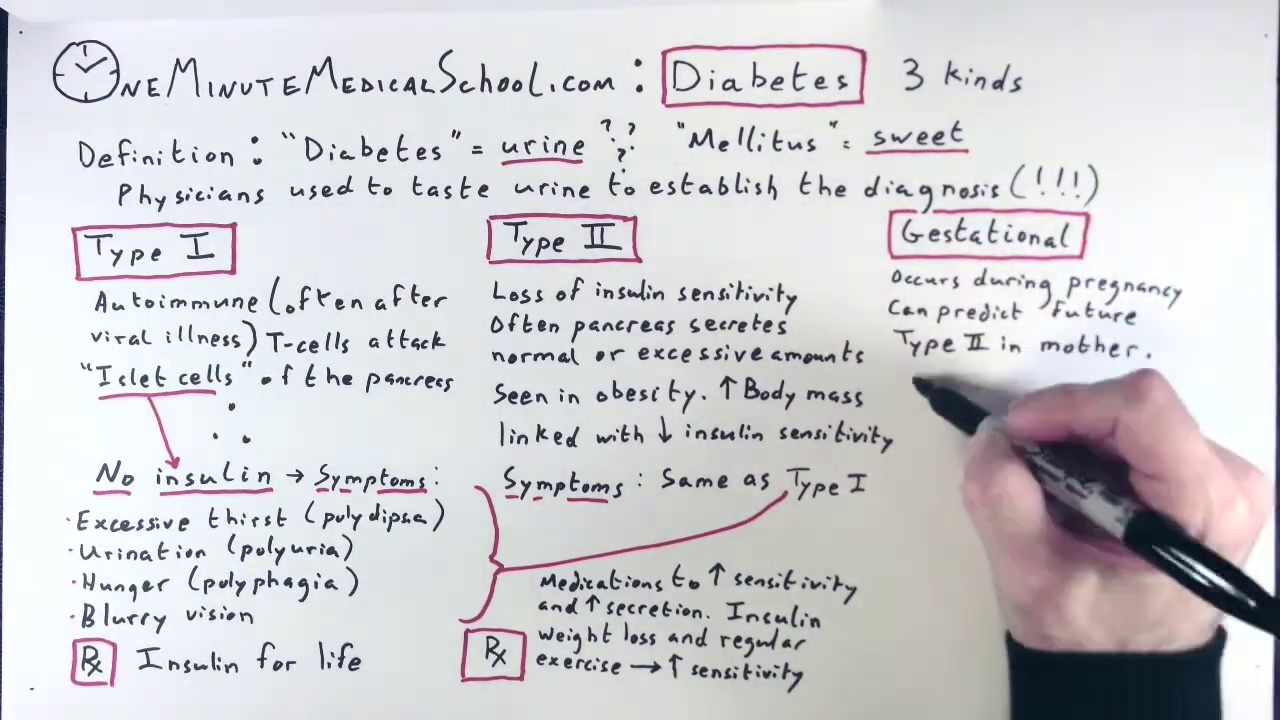 OneMinuteMedicalSchool.com: Diabetes 3 kinds
Definition: "Diabetes" = urine ??? "Mellitus" = sweet
Physicians used to taste urine to establish the diagnosis (!!!)
Type I
Autoimmune (often after
viral illness) T-cells attack
"Islet cells" of the pancreas
∴
No insulin → Symptoms:
· Excessive thirst (polydipsa)
· Urination (polyuria)
· Hunger (polyphagia)
· Blurry vision
Rx Insulin for life
Type II
Loss of insulin sensitivity
Often pancreas secretes
normal or excessive amounts
Seen in obesity. ↑ Body mass
linked with ↓ insulin sensitivity
Symptoms: Same as Type I
Rx
Medications to ↑ sensitivity
and ↑ secretion. Insulin
weight loss and regular
exercise → ↑ sensitivity
Gestational
Occurs during pregnancy
Can predict future
Type II in mother.